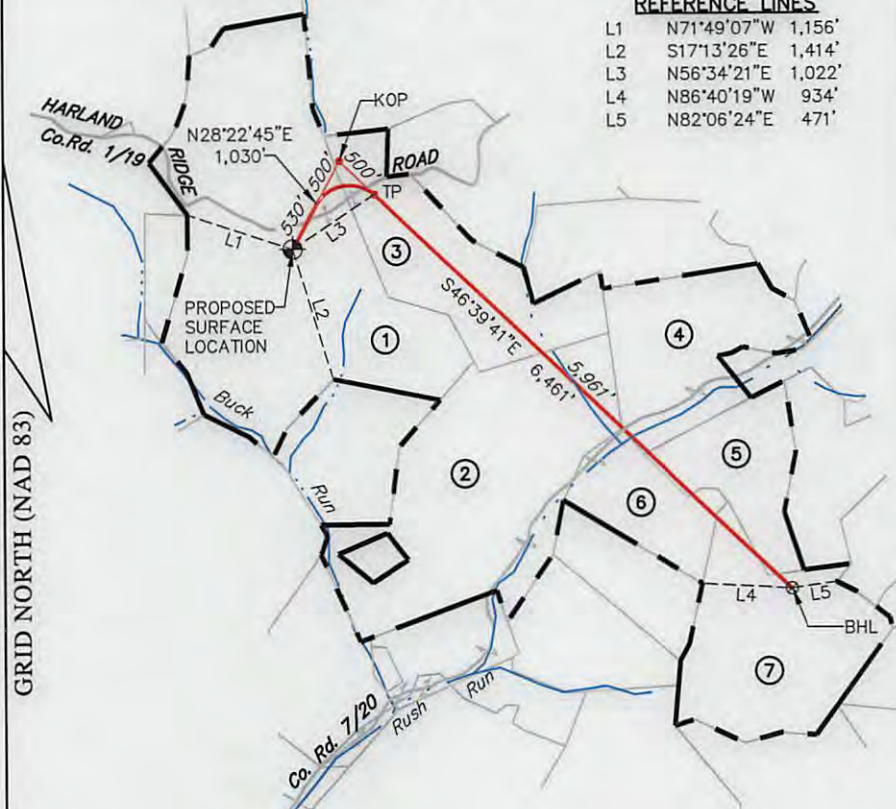 REFERENCE LINES
L1 N71°49'07"W 1,156'
L2 S17°13'26"E 1,414'
L3 N56°34'21"E 1,022'
L4 N86°40'19"W 934'
L5 N82°06'24"E 471'
HARLAND
Co.Rd. 1/19
RIDGE
ROAD
KOP
N28°22'45"E
1,030'
500'
500'
530'
TP
L1
L3
L2
PROPOSED
SURFACE
LOCATION
①
②
③
④
⑤
⑥
⑦
S46°39'41"E
5,961'
6,461'
Buck
Run
L4
L5
BHL
Co. Rd. 7/20
Rush
Run
GRID NORTH (NAD 83)